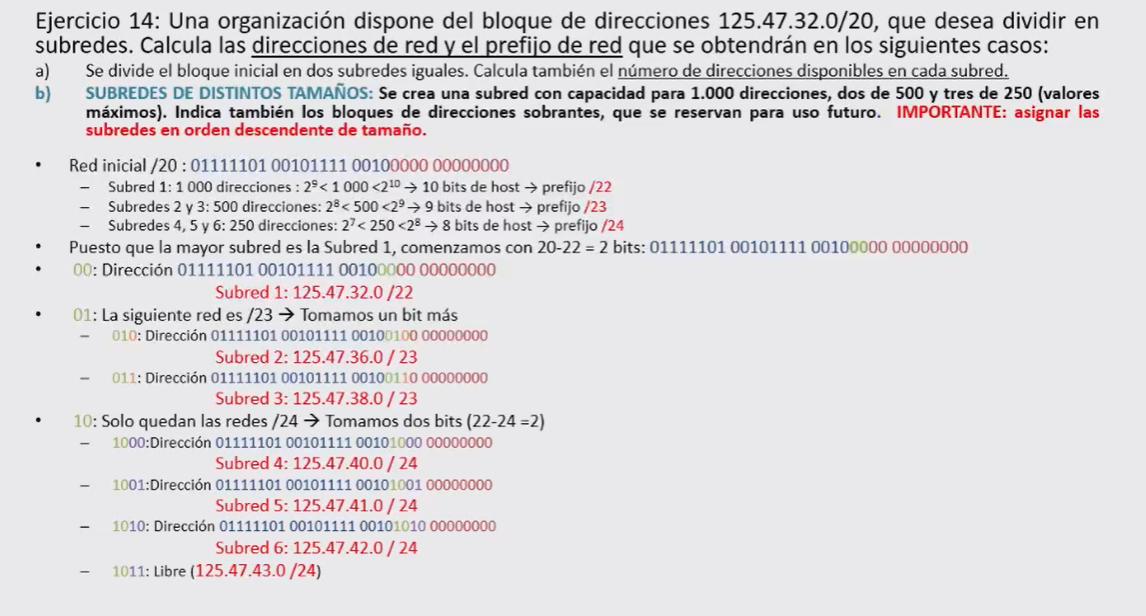 Ejercicio 14: Una organización dispone del bloque de direcciones 125.47.32.0/20, que desea dividir en
subredes. Calcula las direcciones de red y el prefijo de red que se obtendrán en los siguientes casos:
a) Se divide el bloque inicial en dos subredes iguales. Calcula también el número de direcciones disponibles en cada subred.
b) SUBREDES DE DISTINTOS TAMAÑOS: Se crea una subred con capacidad para 1.000 direcciones, dos de 500 y tres de 250 (valores
máximos). Indica también los bloques de direcciones sobrantes, que se reservan para uso futuro. IMPORTANTE: asignar las
subredes en orden descendente de tamaño.
• Red inicial /20 : 01111101 00101111 00100000 00000000
– Subred 1: 1 000 direcciones : 2⁹< 1 000 <2¹⁰ → 10 bits de host → prefijo /22
– Subredes 2 y 3: 500 direcciones: 2⁸< 500 <2⁹ → 9 bits de host → prefijo /23
– Subredes 4, 5 y 6: 250 direcciones: 2⁷< 250 <2⁸ → 8 bits de host → prefijo /24
• Puesto que la mayor subred es la Subred 1, comenzamos con 20-22 = 2 bits: 01111101 00101111 00100000 00000000
• 00: Dirección 01111101 00101111 00100000 00000000
Subred 1: 125.47.32.0 /22
• 01: La siguiente red es /23 → Tomamos un bit más
– 010: Dirección 01111101 00101111 00100100 00000000
Subred 2: 125.47.36.0 / 23
– 011: Dirección 01111101 00101111 00100110 00000000
Subred 3: 125.47.38.0 / 23
• 10: Solo quedan las redes /24 → Tomamos dos bits (22-24 =2)
– 1000:Dirección 01111101 00101111 00101000 00000000
Subred 4: 125.47.40.0 / 24
– 1001:Dirección 01111101 00101111 00101001 00000000
Subred 5: 125.47.41.0 / 24
– 1010: Dirección 01111101 00101111 00101010 00000000
Subred 6: 125.47.42.0 / 24
– 1011: Libre (125.47.43.0 /24)